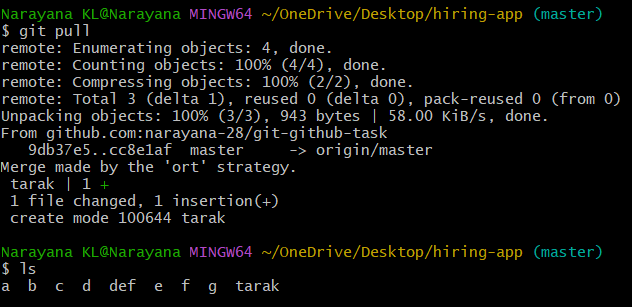 Narayana KL@Narayana MINGW64 ~/OneDrive/Desktop/hiring-app (master)
$ git pull
remote: Enumerating objects: 4, done.
remote: Counting objects: 100% (4/4), done.
remote: Compressing objects: 100% (2/2), done.
remote: Total 3 (delta 1), reused 0 (delta 0), pack-reused 0 (from 0)
Unpacking objects: 100% (3/3), 943 bytes | 58.00 KiB/s, done.
From github.com:narayana-28/git-github-task
   9db37e5..cc8e1af  master     -> origin/master
Merge made by the 'ort' strategy.
 tarak | 1 +
 1 file changed, 1 insertion(+)
 create mode 100644 tarak
Narayana KL@Narayana MINGW64 ~/OneDrive/Desktop/hiring-app (master)
$ ls
a  b  c  d  def  e  f  g  tarak